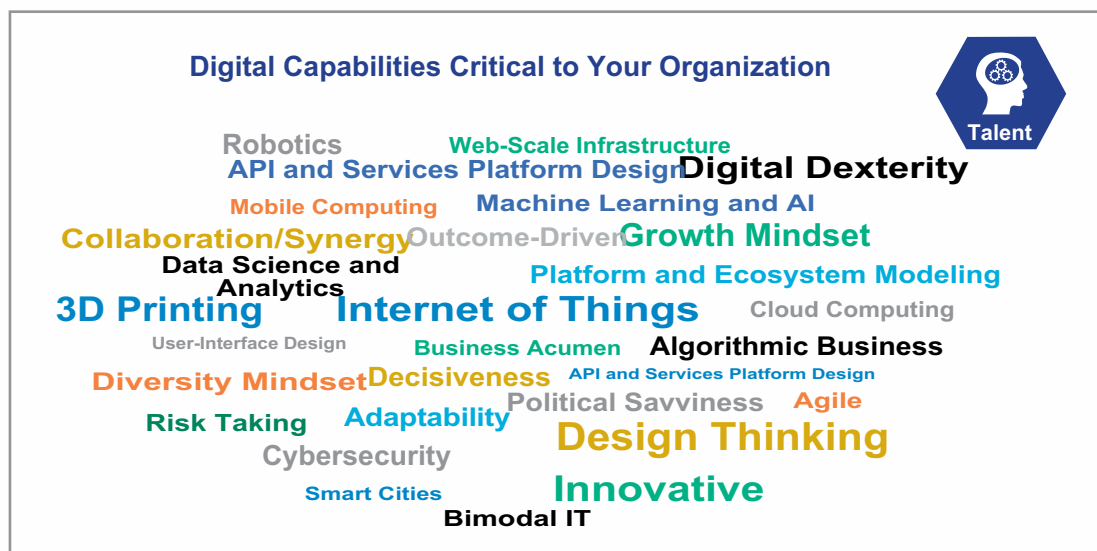 Digital Capabilities Critical to Your Organization
Talent
Robotics
Web-Scale Infrastructure
API and Services Platform Design
Digital Dexterity
Mobile Computing
Machine Learning and AI
Collaboration/Synergy
Outcome-Driven
Growth Mindset
Data Science and
Analytics
Platform and Ecosystem Modeling
3D Printing
Internet of Things
Cloud Computing
User-Interface Design
Business Acumen
Algorithmic Business
Diversity Mindset
Decisiveness
API and Services Platform Design
Political Savviness
Agile
Risk Taking
Adaptability
Design Thinking
Cybersecurity
Smart Cities
Innovative
Bimodal IT